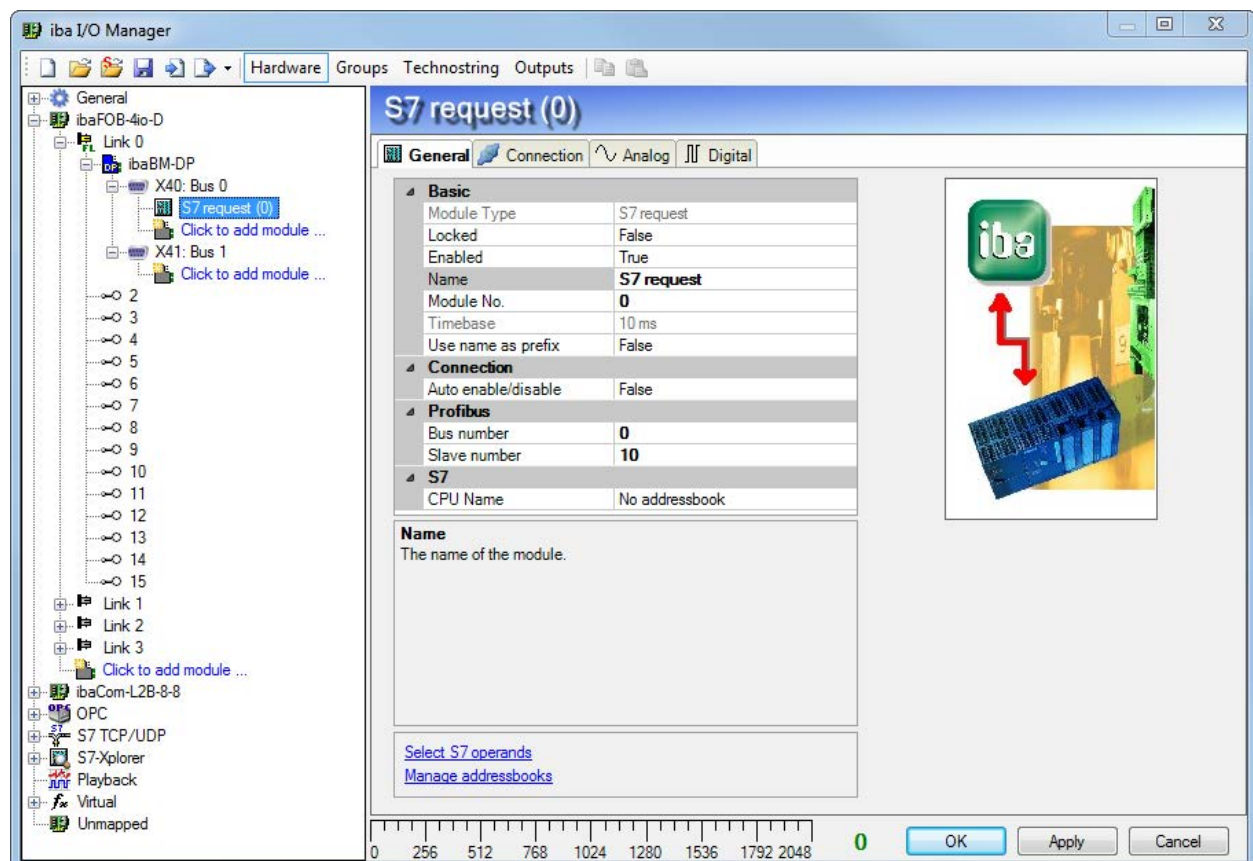 iba I/O Manager
Hardware Groups Technostring Outputs
General
ibaFOB-4io-D
Link 0
ibaBM-DP
X40: Bus 0
S7 request (0)
Click to add module ...
X41: Bus 1
Click to add module ...
2
3
4
5
6
7
8
9
10
11
12
13
14
15
Link 1
Link 2
Link 3
Click to add module ...
ibaCom-L2B-8-8
OPC
S7 TCP/UDP
S7-Xplorer
Playback
Virtual
Unmapped
S7 request (0)
General Connection Analog Digital
Basic
Module Type S7 request
Locked False
Enabled True
Name S7 request
Module No. 0
Timebase 10 ms
Use name as prefix False
Connection
Auto enable/disable False
Profibus
Bus number 0
Slave number 10
S7
CPU Name No addressbook
Name
The name of the module.
Select S7 operands
Manage addressbooks
iba
0 256 512 768 1024 1280 1536 1792 2048
0
OK Apply Cancel